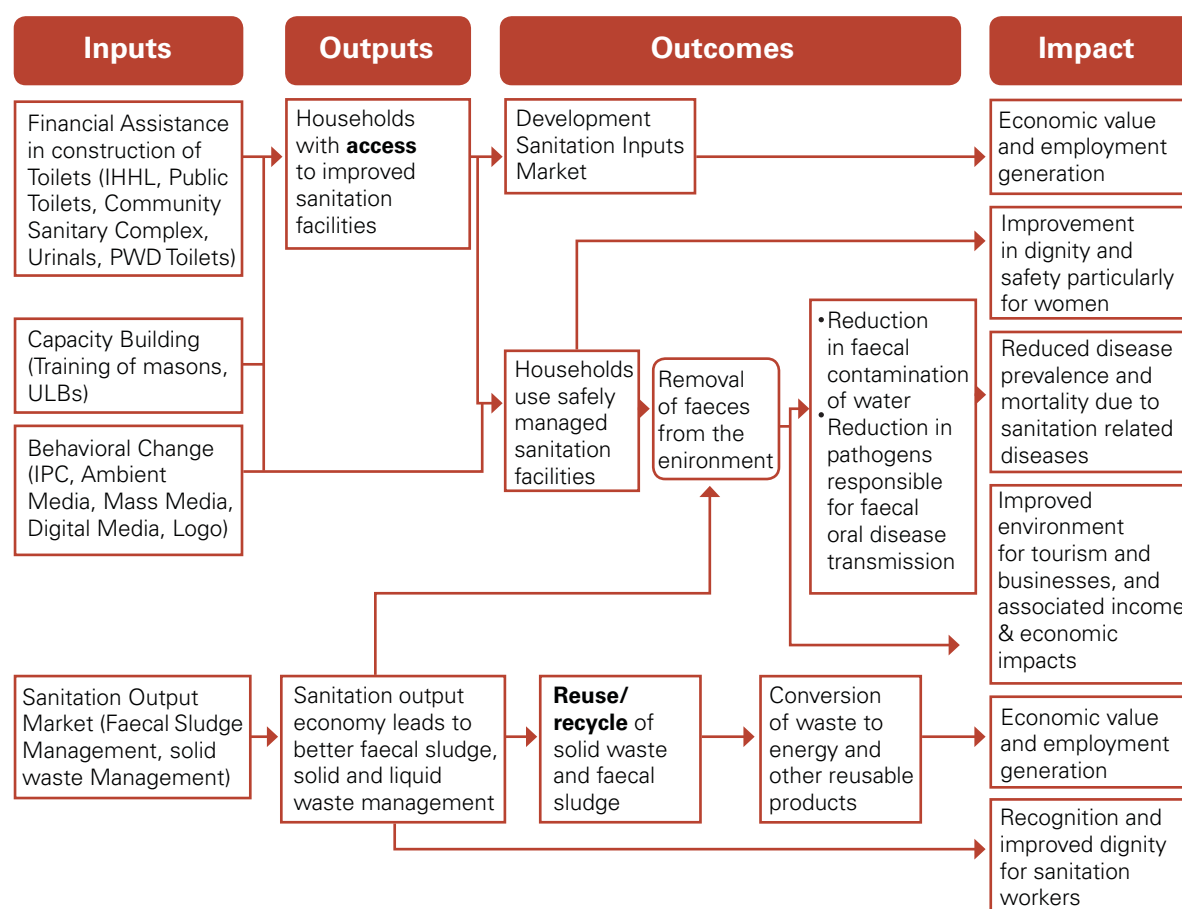 Inputs
Outputs
Outcomes
Impact
Financial Assistance
in construction of
Toilets (IHHL, Public
Toilets, Community
Sanitary Complex,
Urinals, PWD Toilets)
Households
with access
to improved
sanitation
facilities
Development
Sanitation Inputs
Market
Economic value
and employment
generation
Improvement
in dignity and
safety particularly
for women
Capacity Building
(Training of masons,
ULBs)
Behavioral Change
(IPC, Ambient
Media, Mass Media,
Digital Media, Logo)
Households
use safely
managed
sanitation
facilities
Removal
of faeces
from the
enironment
•Reduction
in faecal
contamination
of water
•Reduction in
pathogens
responsible
for faecal
oral disease
transmission
Reduced disease
prevalence and
mortality due to
sanitation related
diseases
Improved
environment
for tourism and
businesses, and
associated income
& economic
impacts
Sanitation Output
Market (Faecal Sludge
Management, solid
waste Management)
Sanitation output
economy leads to
better faecal sludge,
solid and liquid
waste management
Reuse/
recycle of
solid waste
and faecal
sludge
Conversion
of waste to
energy and
other reusable
products
Economic value
and employment
generation
Recognition and
improved dignity
for sanitation
workers